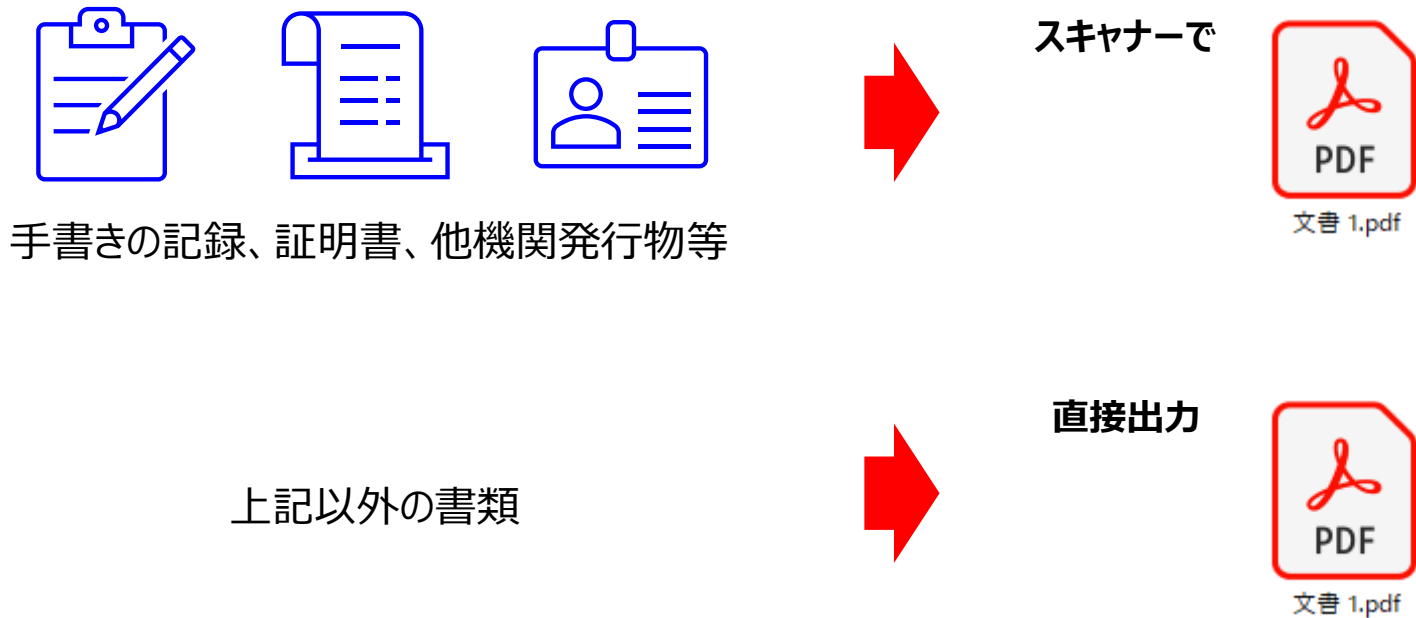 スキャナーで
PDF
文書 1.pdf
手書きの記録、証明書、他機関発行物等
直接出力
上記以外の書類
PDF
文書 1.pdf